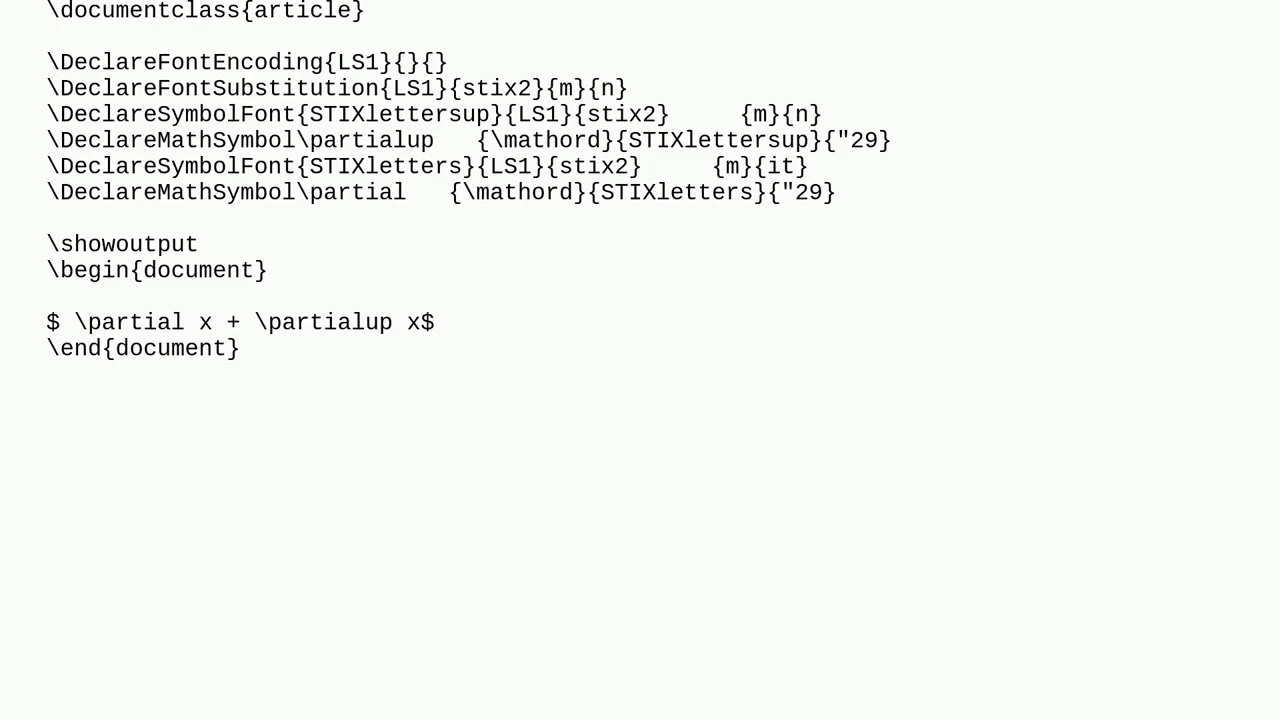 \documentclass{article}

\DeclareFontEncoding{LS1}{}{}
\DeclareFontSubstitution{LS1}{stix2}{m}{n}
\DeclareSymbolFont{STIXlettersup}{LS1}{stix2}     {m}{n}
\DeclareMathSymbol\partialup   {\mathord}{STIXlettersup}{"29}
\DeclareSymbolFont{STIXletters}{LS1}{stix2}     {m}{it}
\DeclareMathSymbol\partial   {\mathord}{STIXletters}{"29}

\showoutput
\begin{document}

$ \partial x + \partialup x$
\end{document}